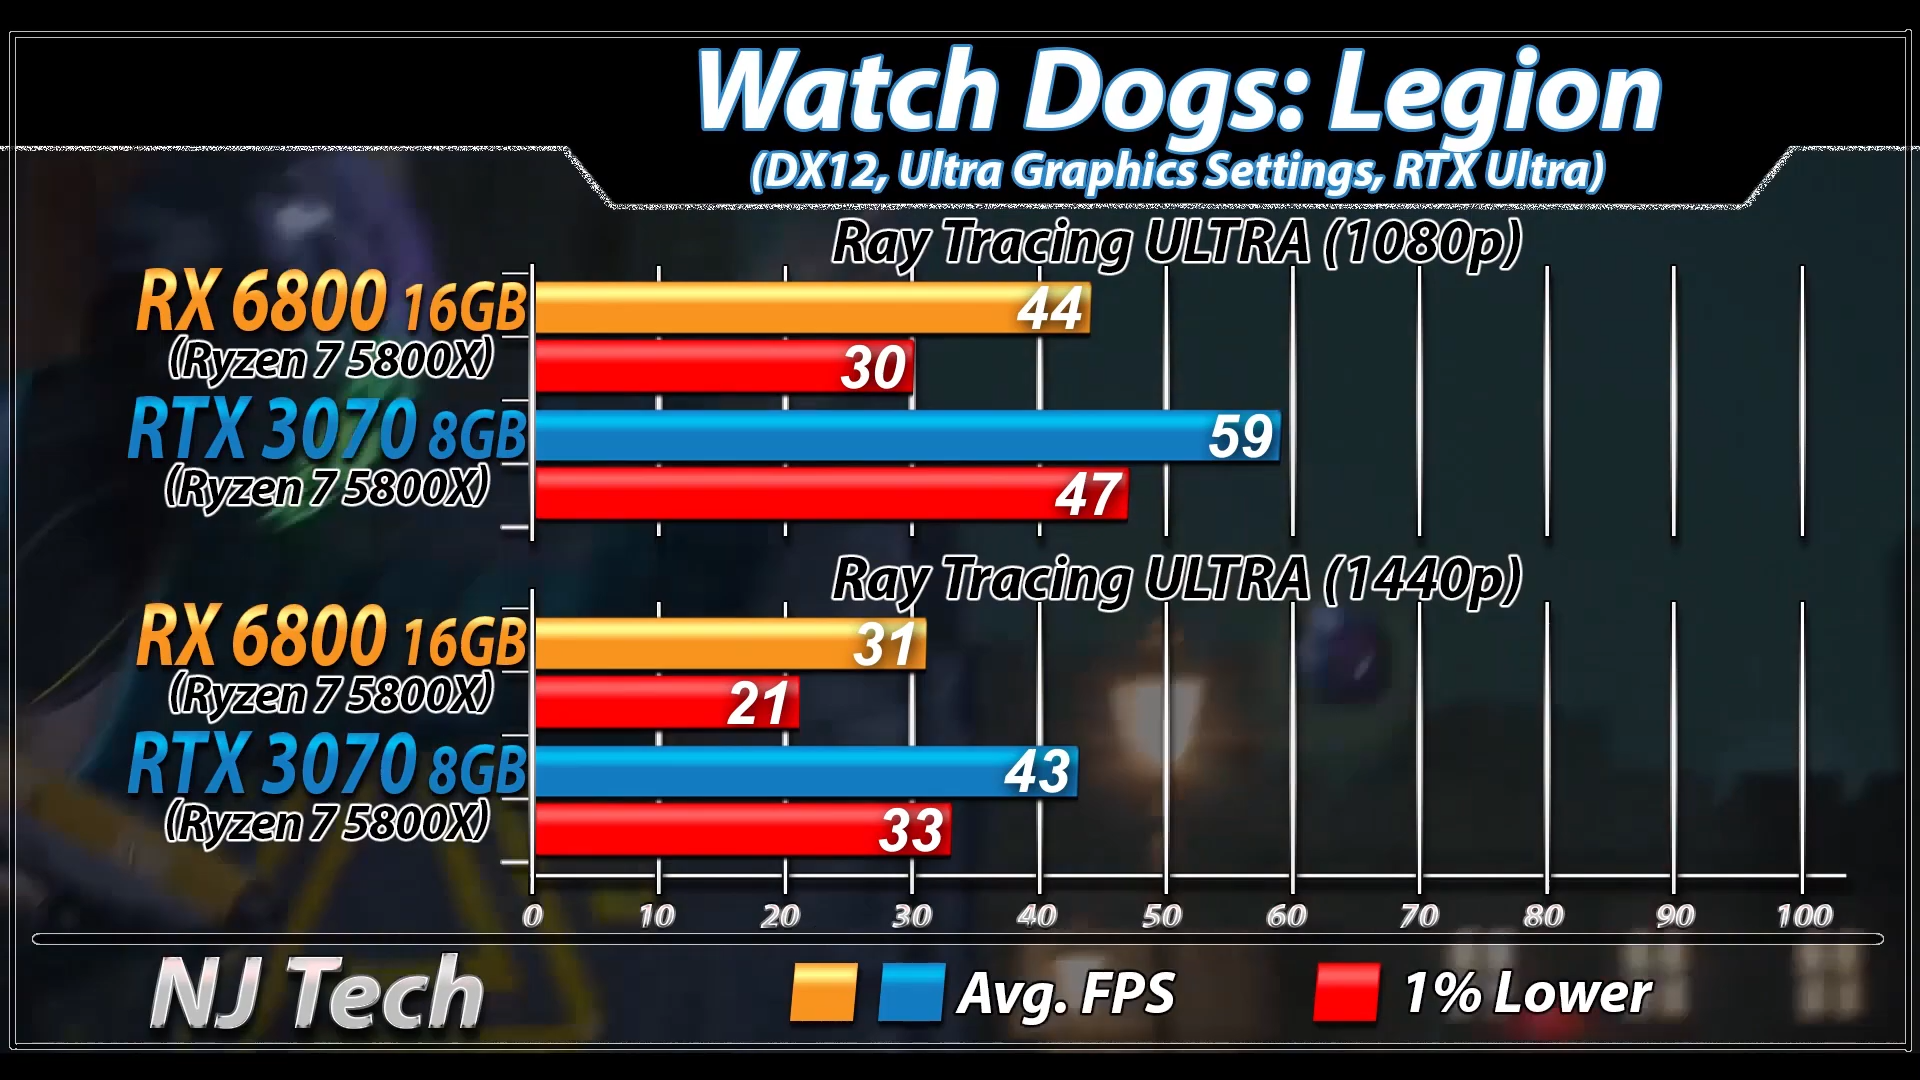 Watch Dogs: Legion
(DX12, Ultra Graphics Settings, RTX Ultra)
Ray Tracing ULTRA (1080p)
RX 6800 16GB
44
(Ryzen 7 5800X)
30
RTX 3070 8GB
59
(Ryzen 7 5800X)
47
Ray Tracing ULTRA (1440p)
RX 6800 16GB
31
(Ryzen 7 5800X)
21
RTX 3070 8GB
43
(Ryzen 7 5800X)
33
0 10 20 30 40 50 60 70 80 90 100
NJ Tech
Avg. FPS
1% Lower